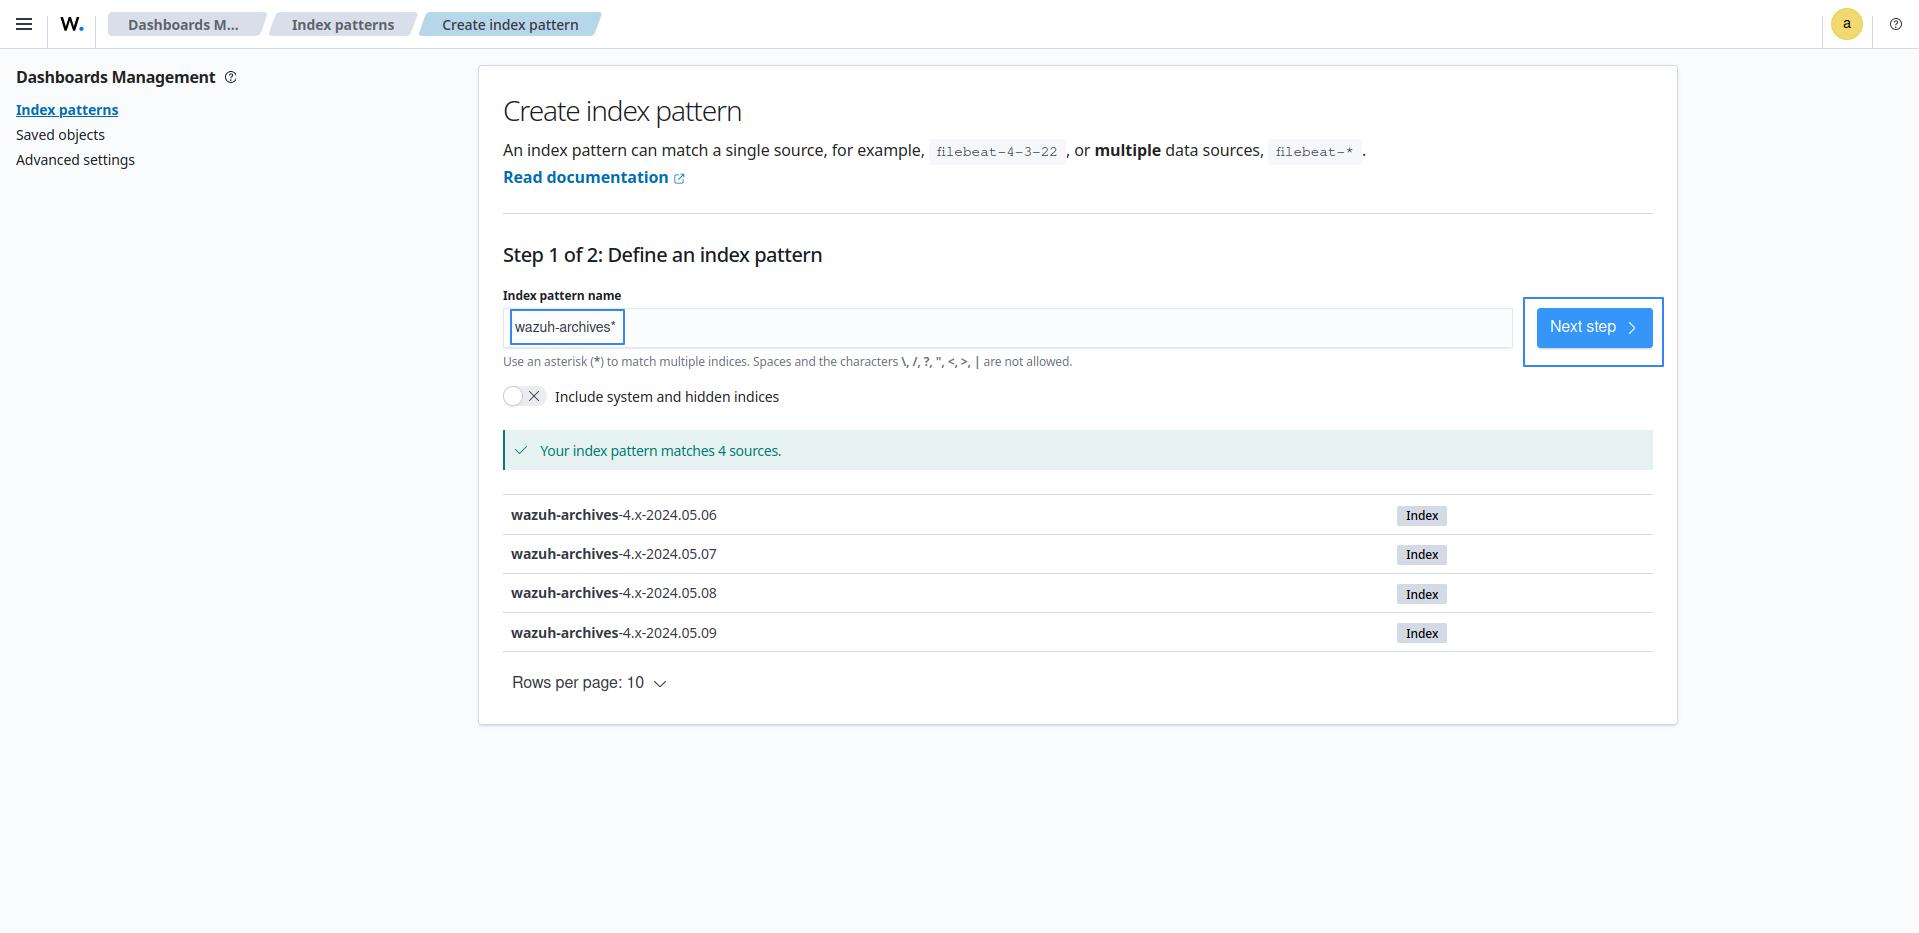 W.
Dashboards M...
Index patterns
Create index pattern
a
Dashboards Management
Index patterns
Saved objects
Advanced settings
Create index pattern
An index pattern can match a single source, for example, filebeat-4-3-22 , or multiple data sources, filebeat-* .
Read documentation
Step 1 of 2: Define an index pattern
Index pattern name
wazuh-archives*
Next step
Use an asterisk (*) to match multiple indices. Spaces and the characters \, /, ?, ", <, >, | are not allowed.
Include system and hidden indices
Your index pattern matches 4 sources.
wazuh-archives-4.x-2024.05.06 Index
wazuh-archives-4.x-2024.05.07 Index
wazuh-archives-4.x-2024.05.08 Index
wazuh-archives-4.x-2024.05.09 Index
Rows per page: 10